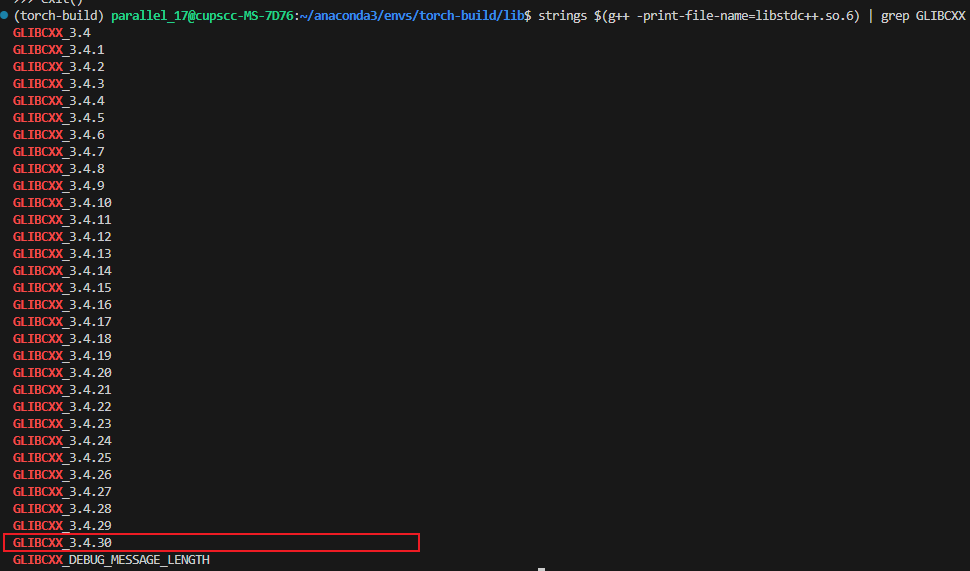 >>> exit()
(torch-build) parallel_17@cupscc-MS-7D76:~/anaconda3/envs/torch-build/lib$ strings $(g++ -print-file-name=libstdc++.so.6) | grep GLIBCXX
GLIBCXX_3.4
GLIBCXX_3.4.1
GLIBCXX_3.4.2
GLIBCXX_3.4.3
GLIBCXX_3.4.4
GLIBCXX_3.4.5
GLIBCXX_3.4.6
GLIBCXX_3.4.7
GLIBCXX_3.4.8
GLIBCXX_3.4.9
GLIBCXX_3.4.10
GLIBCXX_3.4.11
GLIBCXX_3.4.12
GLIBCXX_3.4.13
GLIBCXX_3.4.14
GLIBCXX_3.4.15
GLIBCXX_3.4.16
GLIBCXX_3.4.17
GLIBCXX_3.4.18
GLIBCXX_3.4.19
GLIBCXX_3.4.20
GLIBCXX_3.4.21
GLIBCXX_3.4.22
GLIBCXX_3.4.23
GLIBCXX_3.4.24
GLIBCXX_3.4.25
GLIBCXX_3.4.26
GLIBCXX_3.4.27
GLIBCXX_3.4.28
GLIBCXX_3.4.29
GLIBCXX_3.4.30
GLIBCXX_DEBUG_MESSAGE_LENGTH